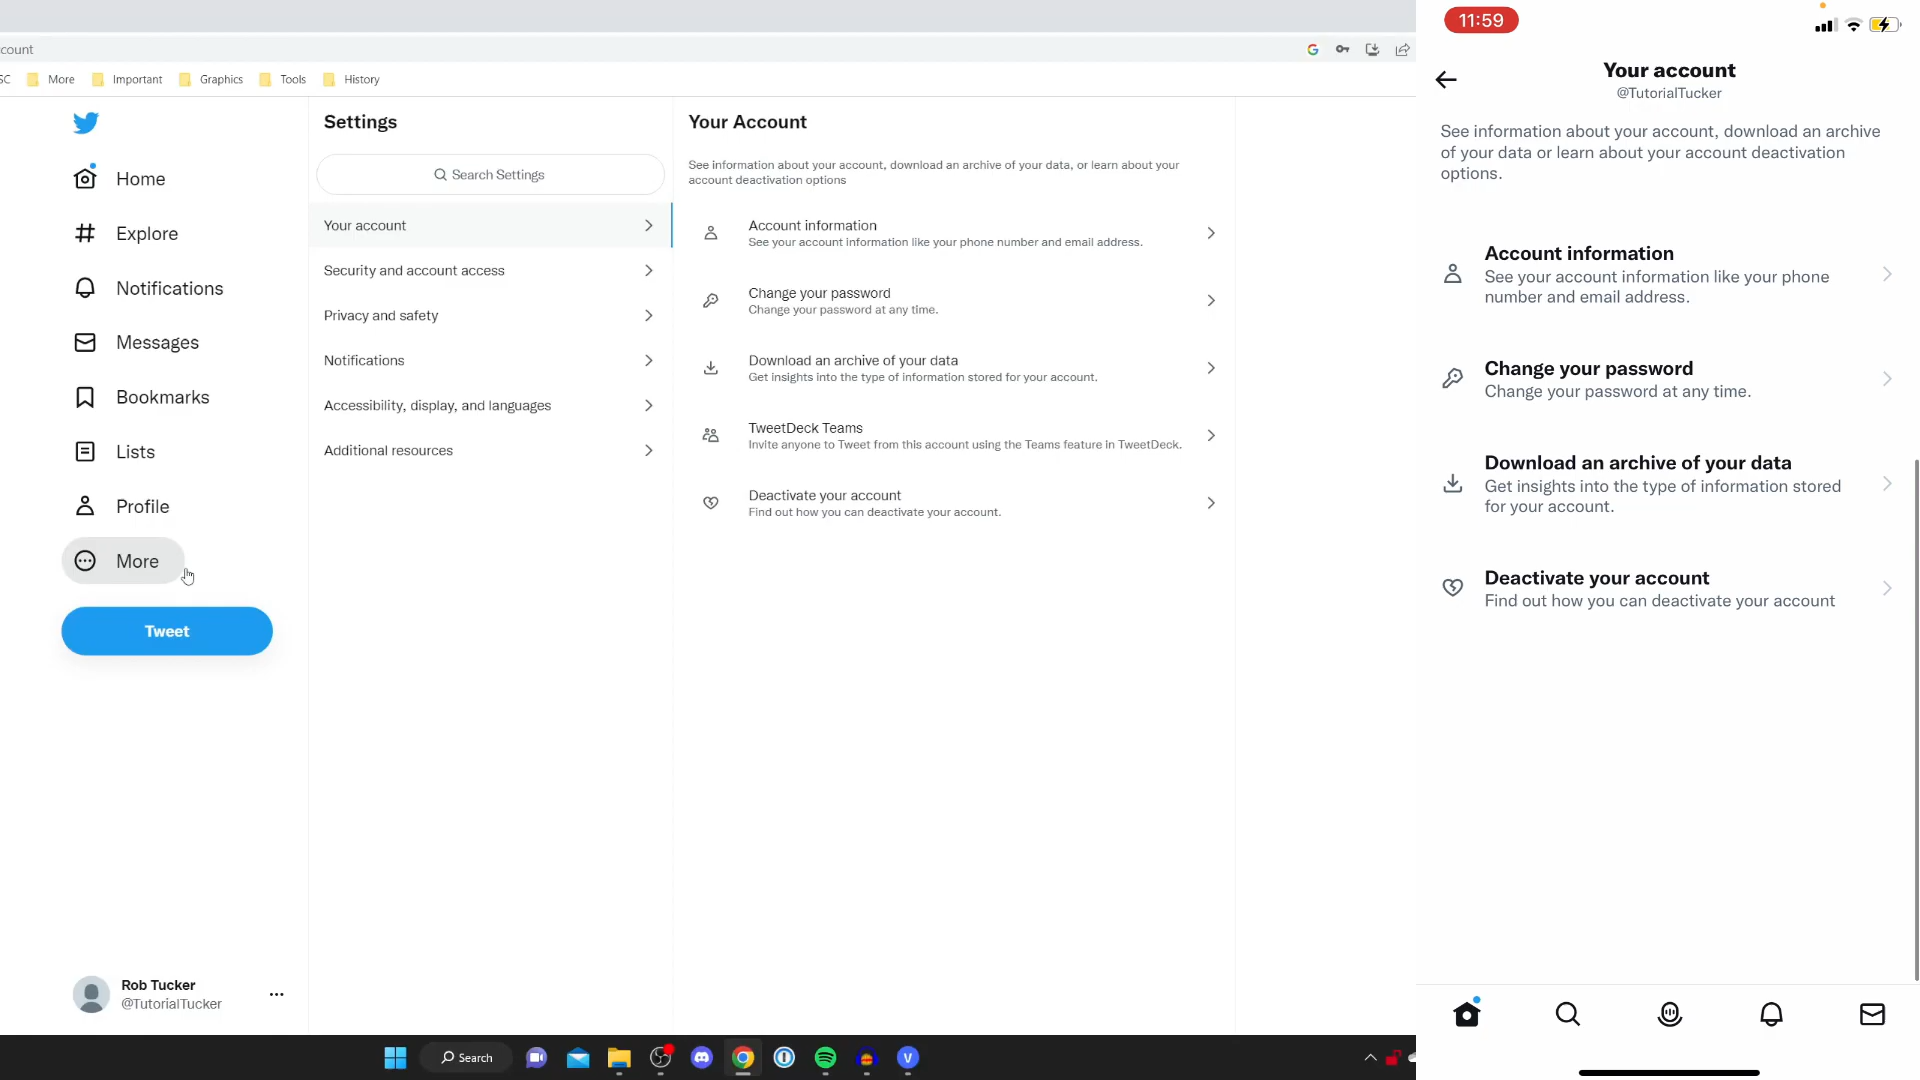 count
SC
More
Important
Graphics
Tools
History
Home
Explore
Notifications
Messages
Bookmarks
Lists
Profile
More
Tweet
Rob Tucker
@TutorialTucker
Settings
Search Settings
Your account
Security and account access
Privacy and safety
Notifications
Accessibility, display, and languages
Additional resources
Your Account
See information about your account, download an archive of your data, or learn about your
account deactivation options
Account information
See your account information like your phone number and email address.
Change your password
Change your password at any time.
Download an archive of your data
Get insights into the type of information stored for your account.
TweetDeck Teams
Invite anyone to Tweet from this account using the Teams feature in TweetDeck.
Deactivate your account
Find out how you can deactivate your account.
Search
V
11:59
Your account
@TutorialTucker
See information about your account, download an archive
of your data or learn about your account deactivation
options.
Account information
See your account information like your phone
number and email address.
Change your password
Change your password at any time.
Download an archive of your data
Get insights into the type of information stored
for your account.
Deactivate your account
Find out how you can deactivate your account